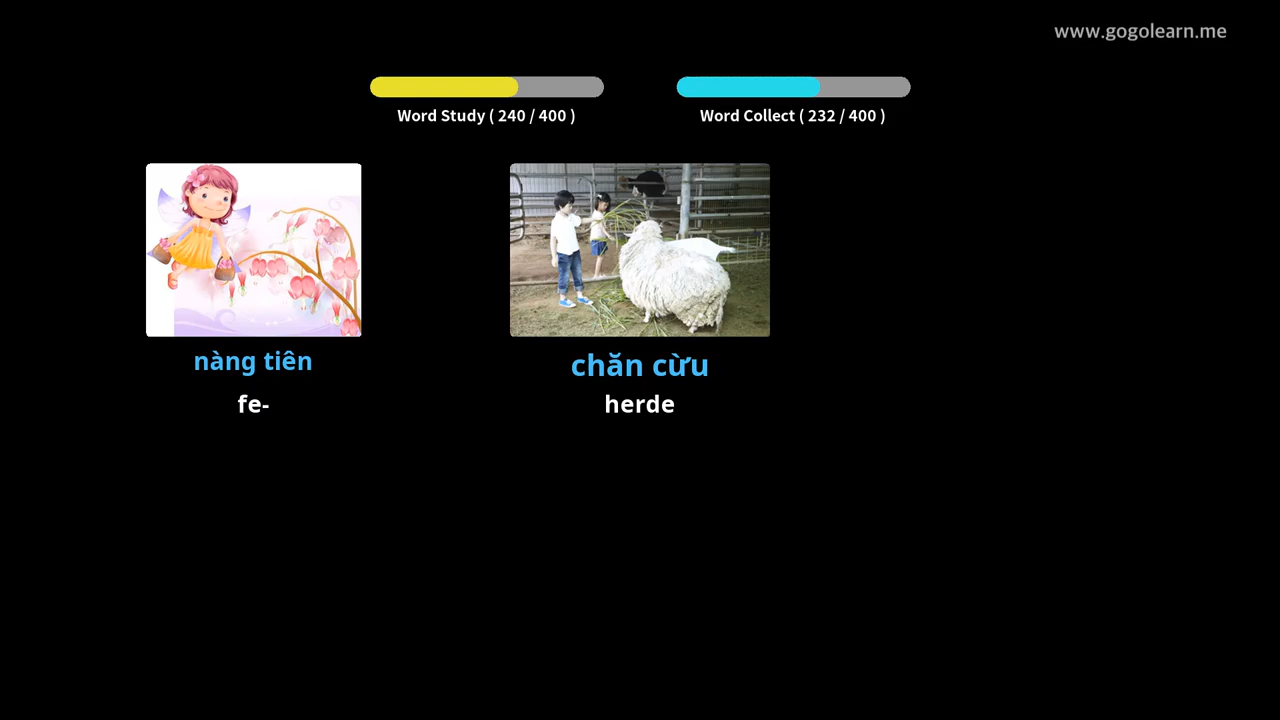 www.gogolearn.me
Word Study ( 240 / 400 )
Word Collect ( 232 / 400 )
nàng tiên
fe-
chăn cừu
herde